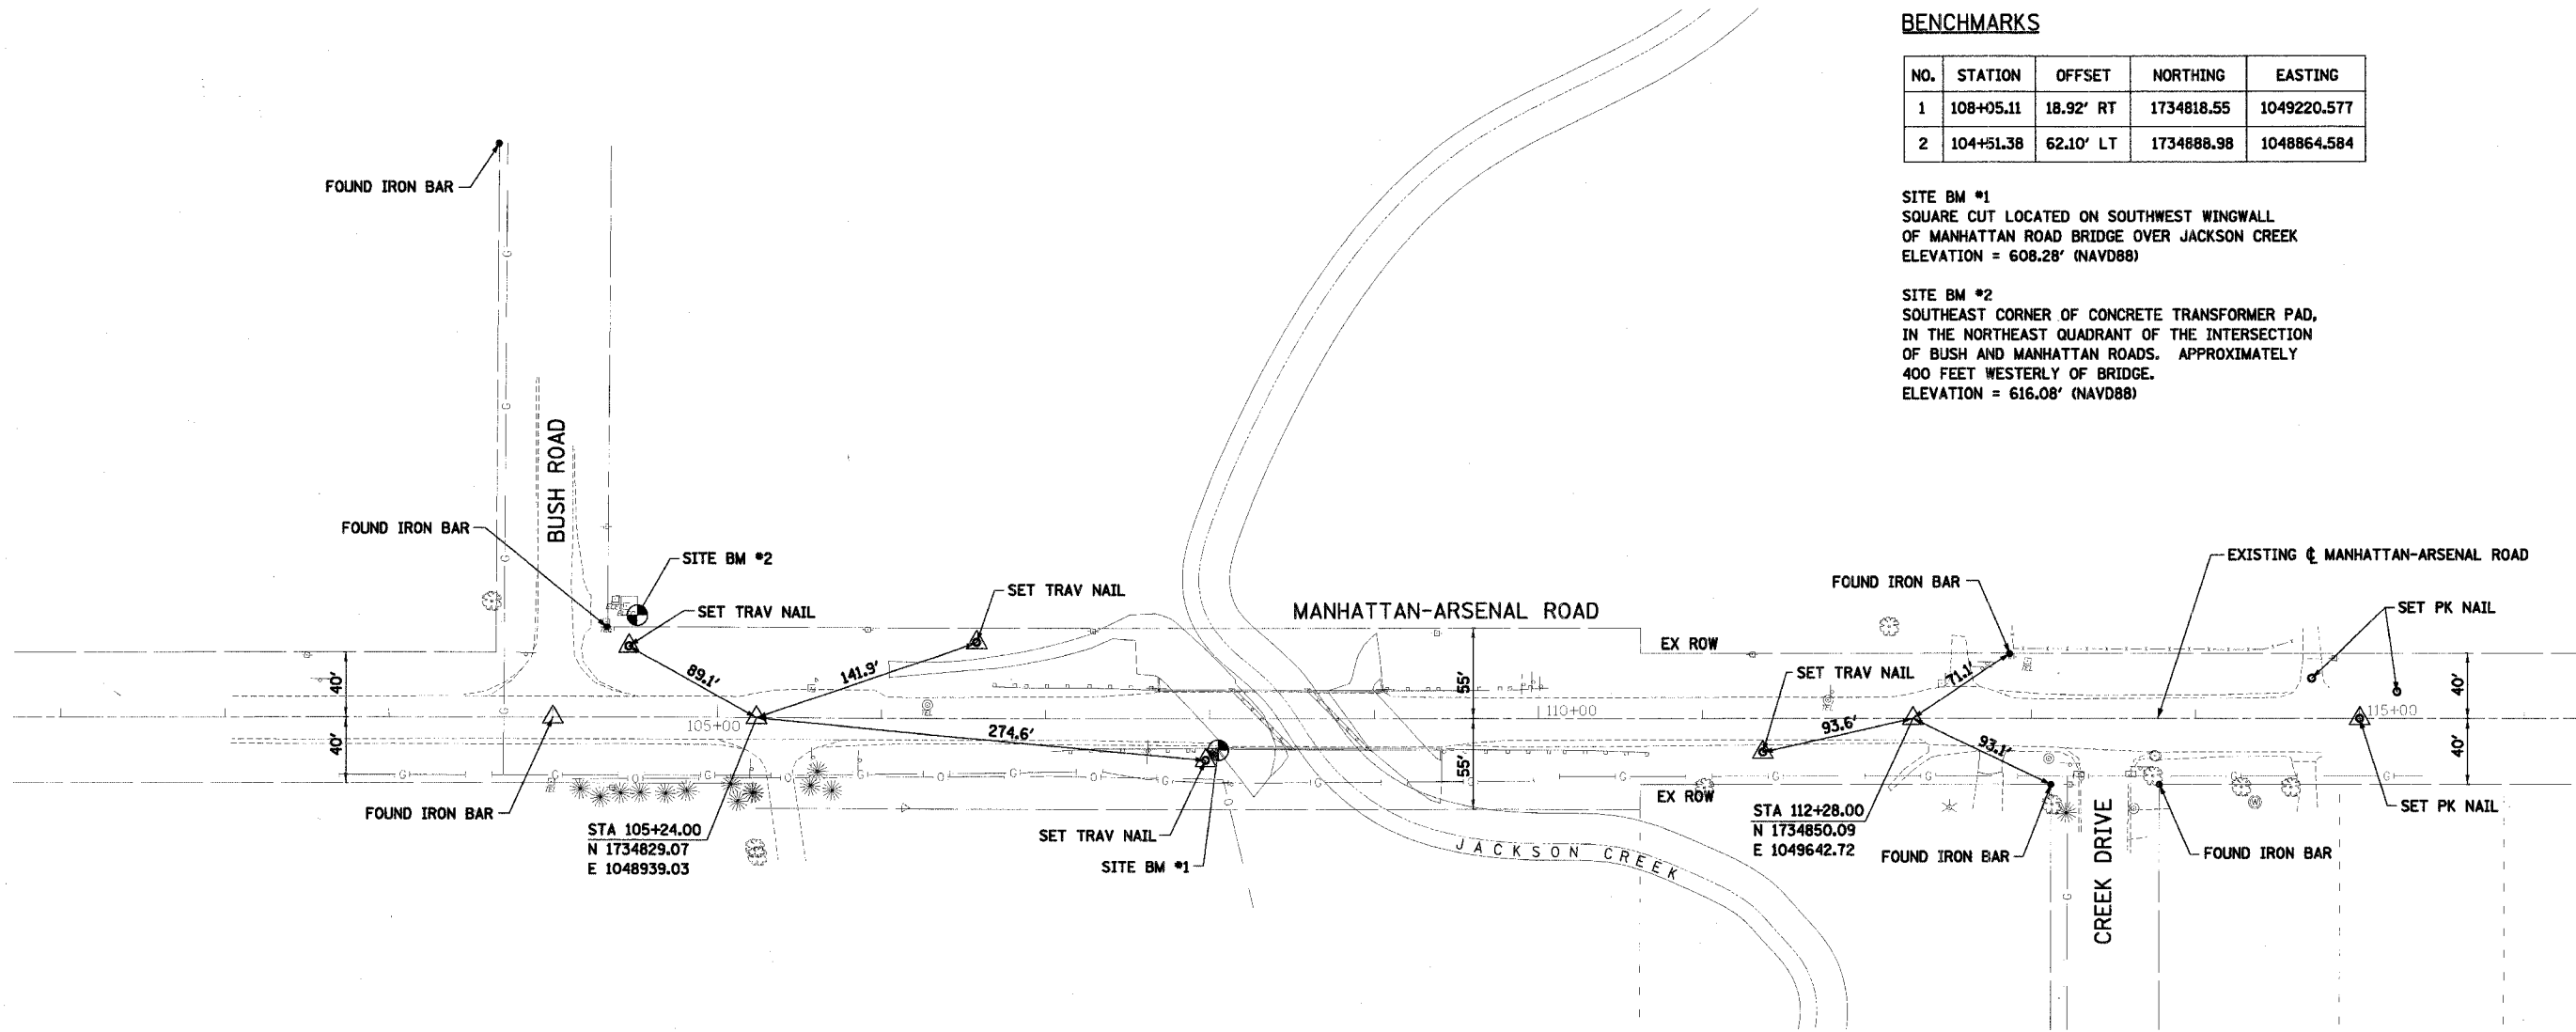 BENCHMARKS
NO. STATION OFFSET NORTHING EASTING
1 108+05.11 18.92' RT 1734818.55 1049220.577
2 104+51.38 62.10' LT 1734888.98 1048864.584
SITE BM #1
SQUARE CUT LOCATED ON SOUTHWEST WINGWALL
OF MANHATTAN ROAD BRIDGE OVER JACKSON CREEK
ELEVATION = 608.28' (NAVD88)
SITE BM #2
SOUTHEAST CORNER OF CONCRETE TRANSFORMER PAD,
IN THE NORTHEAST QUADRANT OF THE INTERSECTION
OF BUSH AND MANHATTAN ROADS. APPROXIMATELY
400 FEET WESTERLY OF BRIDGE.
ELEVATION = 616.08' (NAVD88)
FOUND IRON BAR
BUSH ROAD
FOUND IRON BAR
SITE BM #2
SET TRAV NAIL
SET TRAV NAIL
MANHATTAN-ARSENAL ROAD
FOUND IRON BAR
EXISTING ℄ MANHATTAN-ARSENAL ROAD
SET PK NAIL
EX ROW
SET TRAV NAIL
40'
89.1'
141.9'
55'
71.1'
40'
105+00
110+00
115+00
40'
274.6'
55'
93.6'
93.1'
40'
FOUND IRON BAR
STA 105+24.00
N 1734829.07
E 1048939.03
SET TRAV NAIL
SITE BM #1
JACKSON CREEK
EX ROW
STA 112+28.00
N 1734850.09
E 1049642.72
FOUND IRON BAR
CREEK DRIVE
FOUND IRON BAR
SET PK NAIL